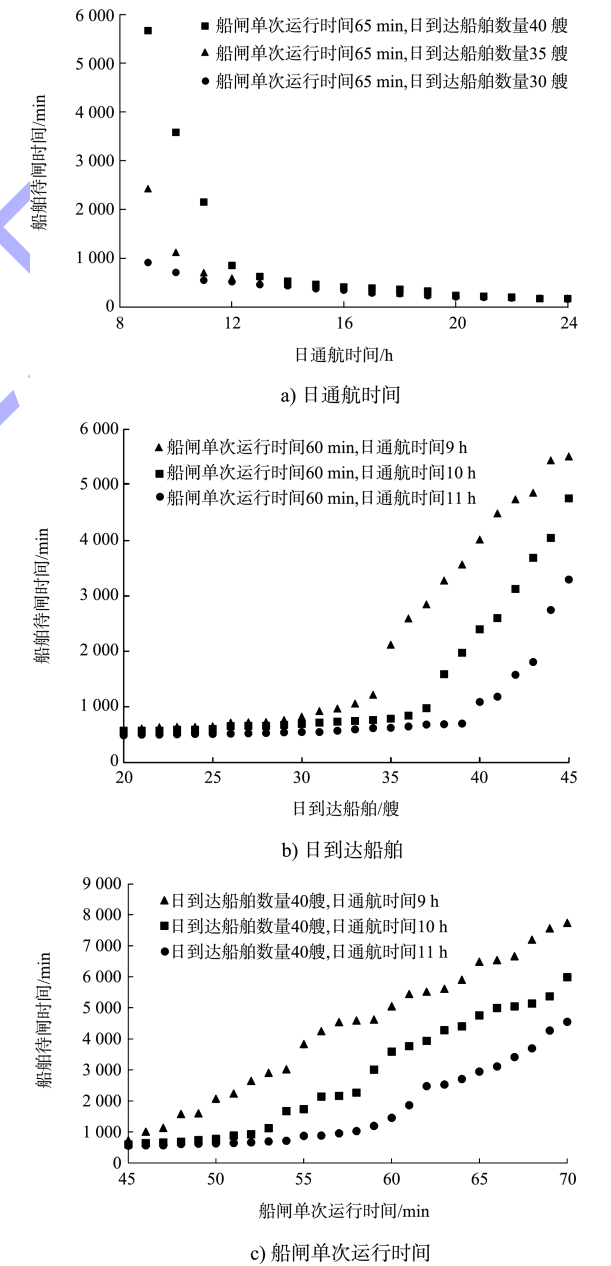 6 000
5 000
4 000
3 000
2 000
1 000
0
船舶待闸时间/min
■ 船闸单次运行时间65 min,日到达船舶数量40 艘
▲ 船闸单次运行时间65 min,日到达船舶数量35 艘
● 船闸单次运行时间65 min,日到达船舶数量30 艘
8 12 16 20 24
日通航时间/h
a) 日通航时间
6 000
5 000
4 000
3 000
2 000
1 000
0
船舶待闸时间/min
▲ 船闸单次运行时间60 min,日通航时间9 h
■ 船闸单次运行时间60 min,日通航时间10 h
● 船闸单次运行时间60 min,日通航时间11 h
20 25 30 35 40 45
日到达船舶/艘
b) 日到达船舶
9 000
8 000
7 000
6 000
5 000
4 000
3 000
2 000
1 000
0
船舶待闸时间/min
▲日到达船舶数量40艘,日通航时间9 h
■日到达船舶数量40艘,日通航时间10 h
●日到达船舶数量40艘,日通航时间11 h
45 50 55 60 65 70
船闸单次运行时间/min
c) 船闸单次运行时间